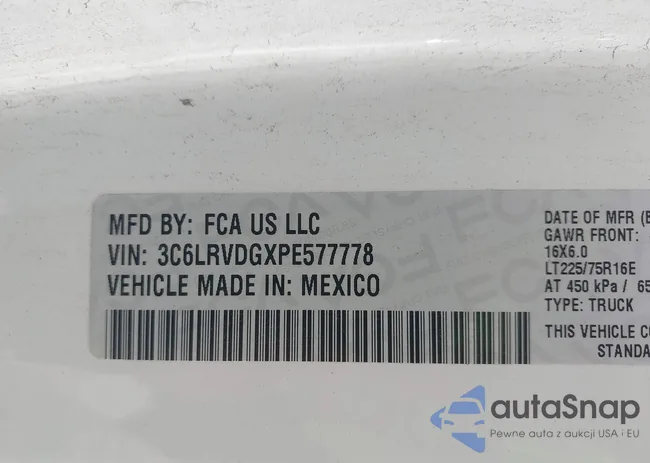 MFD BY: FCA US LLC
VIN: 3C6LRVDGXPE577778
VEHICLE MADE IN: MEXICO
DATE OF MFR
GAWR FRONT:
16X6.0
LT225/75R16E
AT 450 kPa / 65
TYPE: TRUCK
THIS VEHICLE
STANDA
autaSnap
Pewne auta z aukcji USA i EU